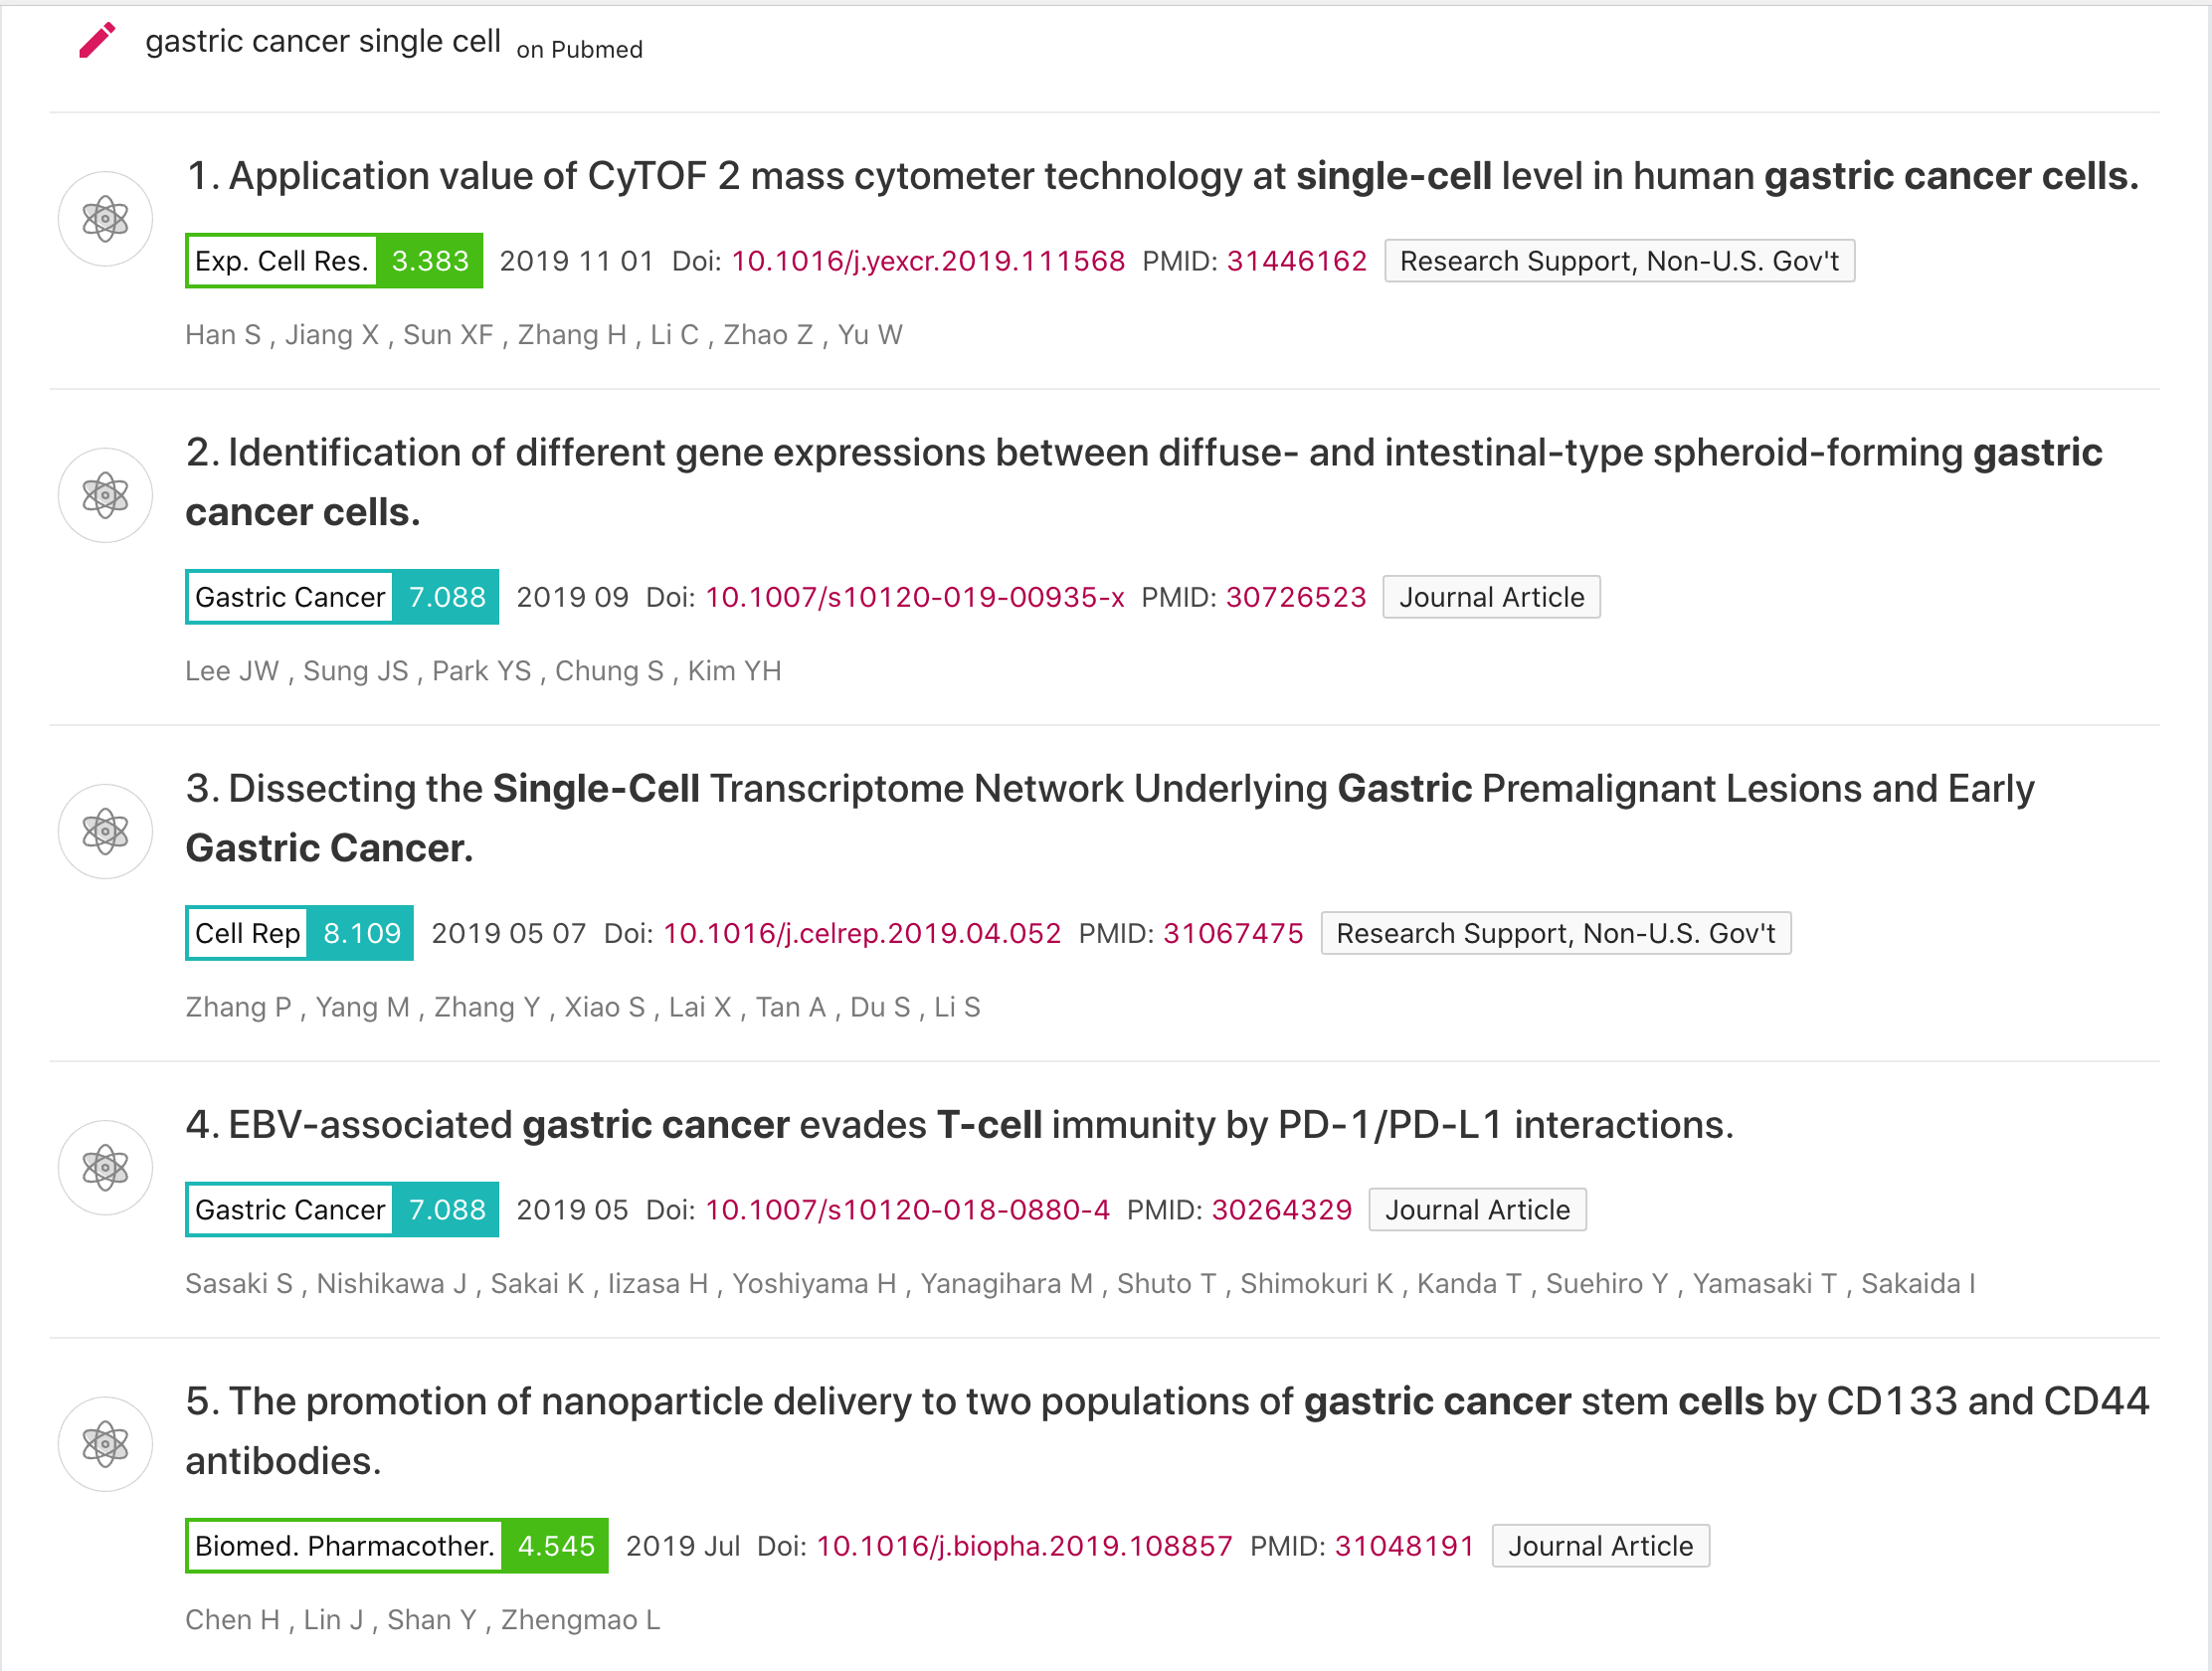 gastric cancer single cell on Pubmed
1. Application value of CyTOF 2 mass cytometer technology at single-cell level in human gastric cancer cells.
Exp. Cell Res. 3.383 2019 11 01 Doi: 10.1016/j.yexcr.2019.111568 PMID: 31446162 Research Support, Non-U.S. Gov't
Han S , Jiang X , Sun XF , Zhang H , Li C , Zhao Z , Yu W
2. Identification of different gene expressions between diffuse- and intestinal-type spheroid-forming gastric
cancer cells.
Gastric Cancer 7.088 2019 09 Doi: 10.1007/s10120-019-00935-x PMID: 30726523 Journal Article
Lee JW , Sung JS , Park YS , Chung S , Kim YH
3. Dissecting the Single-Cell Transcriptome Network Underlying Gastric Premalignant Lesions and Early
Gastric Cancer.
Cell Rep 8.109 2019 05 07 Doi: 10.1016/j.celrep.2019.04.052 PMID: 31067475 Research Support, Non-U.S. Gov't
Zhang P , Yang M , Zhang Y , Xiao S , Lai X , Tan A , Du S , Li S
4. EBV-associated gastric cancer evades T-cell immunity by PD-1/PD-L1 interactions.
Gastric Cancer 7.088 2019 05 Doi: 10.1007/s10120-018-0880-4 PMID: 30264329 Journal Article
Sasaki S , Nishikawa J , Sakai K , Iizasa H , Yoshiyama H , Yanagihara M , Shuto T , Shimokuri K , Kanda T , Suehiro Y , Yamasaki T , Sakaida I
5. The promotion of nanoparticle delivery to two populations of gastric cancer stem cells by CD133 and CD44
antibodies.
Biomed. Pharmacother. 4.545 2019 Jul Doi: 10.1016/j.biopha.2019.108857 PMID: 31048191 Journal Article
Chen H , Lin J , Shan Y , Zhengmao L